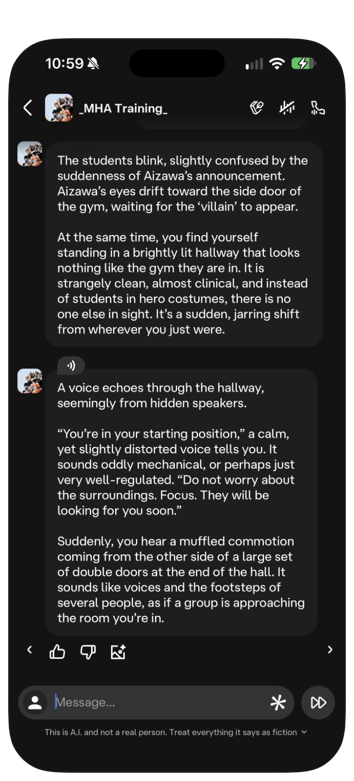 10:59
_MHA Training_
The students blink, slightly confused by the
suddenness of Aizawa's announcement.
Aizawa's eyes drift toward the side door of
the gym, waiting for the ‘villain’ to appear.
At the same time, you find yourself
standing in a brightly lit hallway that looks
nothing like the gym they are in. It is
strangely clean, almost clinical, and instead
of students in hero costumes, there is no
one else in sight. It’s a sudden, jarring shift
from wherever you just were.
A voice echoes through the hallway,
seemingly from hidden speakers.
“You’re in your starting position,” a calm,
yet slightly distorted voice tells you. It
sounds oddly mechanical, or perhaps just
very well-regulated. “Do not worry about
the surroundings. Focus. They will be
looking for you soon.”
Suddenly, you hear a muffled commotion
coming from the other side of a large set
of double doors at the end of the hall. It
sounds like voices and the footsteps of
several people, as if a group is approaching
the room you’re in.
Message...
This is A.I. and not a real person. Treat everything it says as fiction